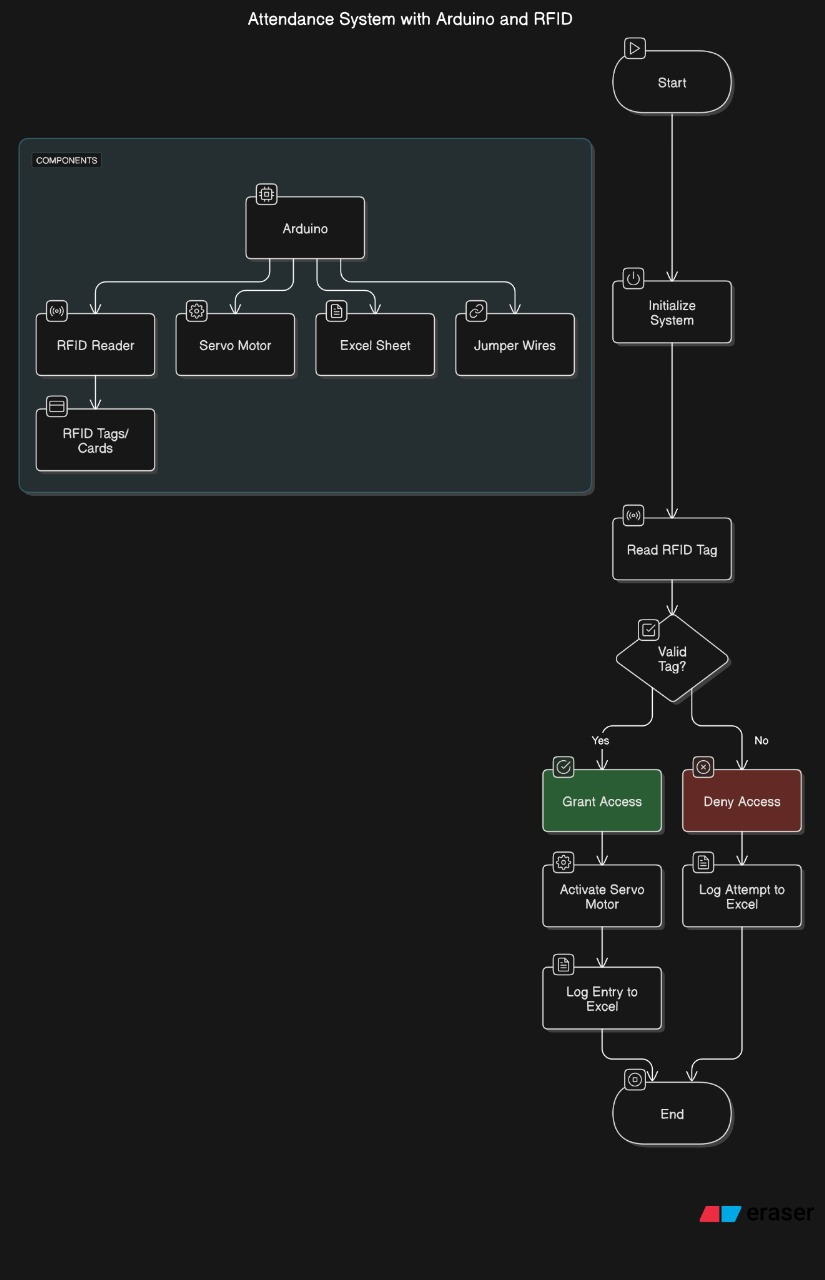 Attendance System with Arduino and RFID
Start
COMPONENTS
Arduino
RFID Reader
Servo Motor
Excel Sheet
Jumper Wires
RFID Tags/
Cards
Initialize
System
Read RFID Tag
Valid
Tag?
Yes
No
Grant Access
Deny Access
Activate Servo
Motor
Log Attempt to
Excel
Log Entry to
Excel
End
eraser